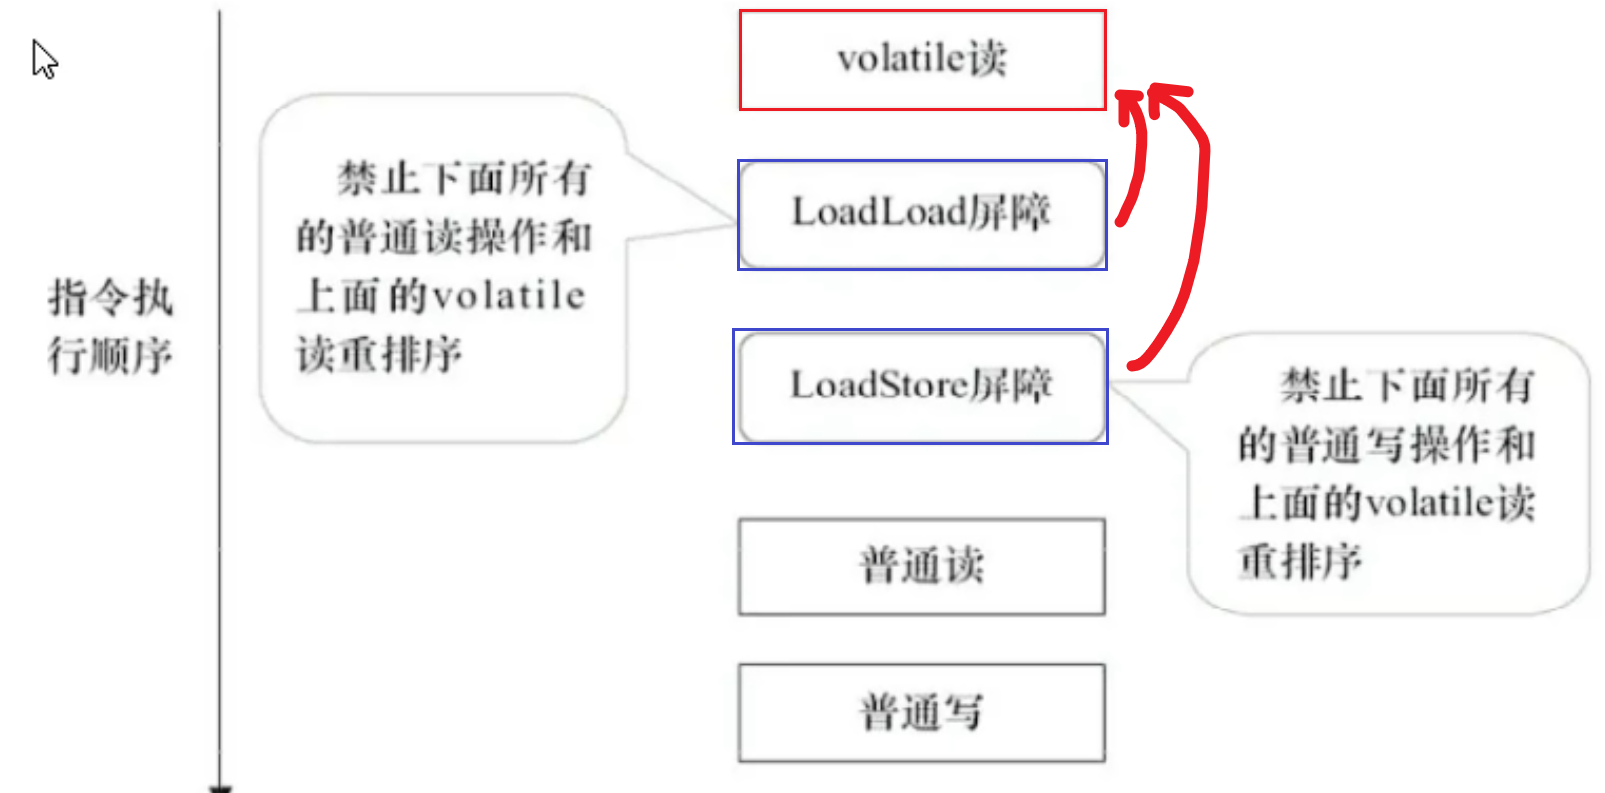 volatile读
禁止下面所有
的普通读操作和
上面的volatile
读重排序
LoadLoad屏障
指令执
行顺序
LoadStore屏障
禁止下面所有
的普通写操作和
上面的volatile读
重排序
普通读
普通写